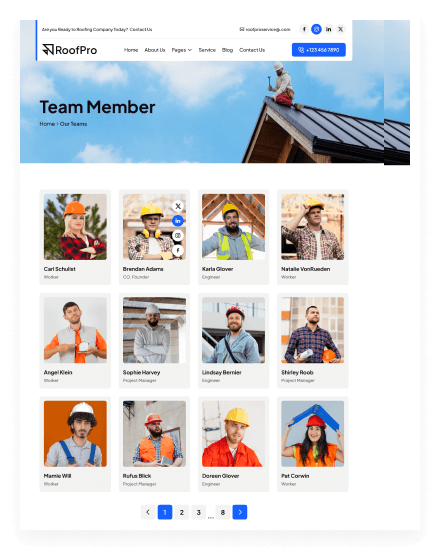 Are you Ready to Roofing Company Today? Contact Us
roofproservice@.com
RoofPro
Home About Us Pages Service Blog Contact Us
+123 456 7890
Team Member
Home > Our Teams
Carl Schulist
Worker
Brendan Adams
CO. Founder
Karla Glover
Engineer
Natalie VonRueden
Worker
Angel Klein
Worker
Sophie Harvey
Project Manager
Lindsay Bernier
Engineer
Shirley Roob
Project Manager
Mamie Will
Worker
Rufus Blick
Project Manager
Doreen Glover
Engineer
Pat Corwin
Worker
1 2 3 ... 8